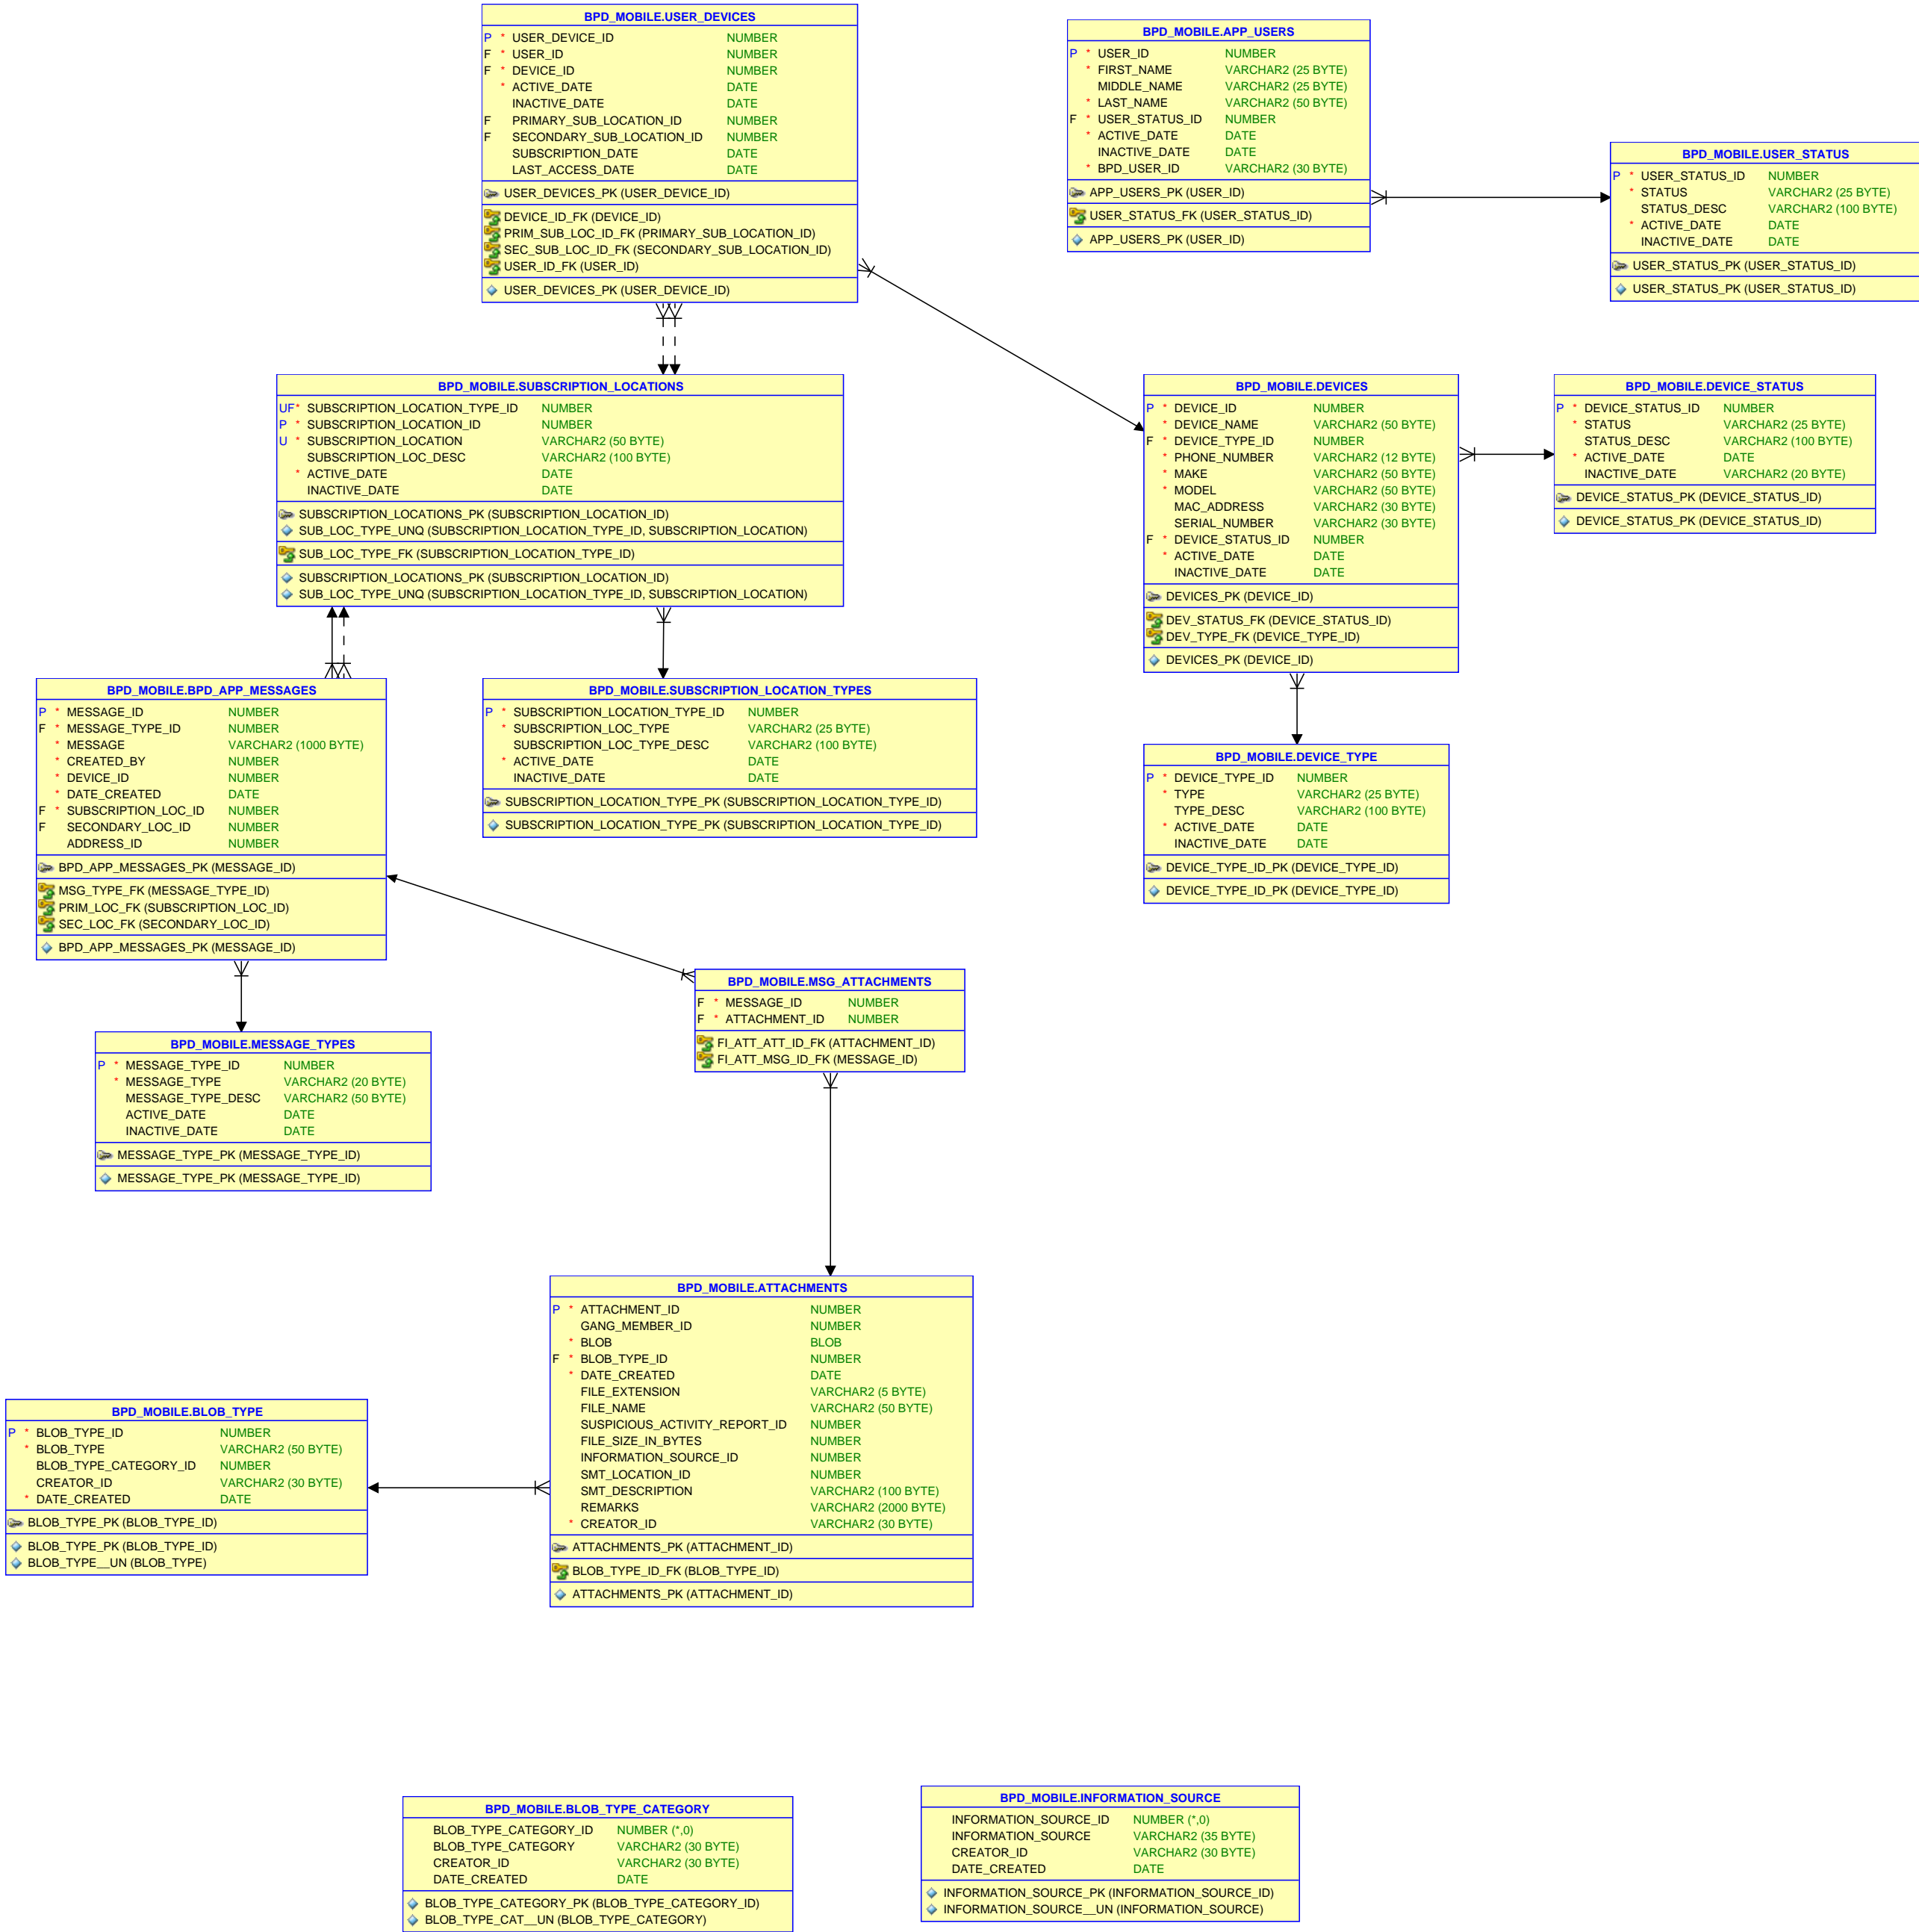 BPD_MOBILE.USER_DEVICES
P * USER_DEVICE_ID NUMBER
F * USER_ID NUMBER
F * DEVICE_ID NUMBER
* ACTIVE_DATE DATE
INACTIVE_DATE DATE
F PRIMARY_SUB_LOCATION_ID NUMBER
F SECONDARY_SUB_LOCATION_ID NUMBER
SUBSCRIPTION_DATE DATE
LAST_ACCESS_DATE DATE
USER_DEVICES_PK (USER_DEVICE_ID)
DEVICE_ID_FK (DEVICE_ID)
PRIM_SUB_LOC_ID_FK (PRIMARY_SUB_LOCATION_ID)
SEC_SUB_LOC_ID_FK (SECONDARY_SUB_LOCATION_ID)
USER_ID_FK (USER_ID)
USER_DEVICES_PK (USER_DEVICE_ID)
BPD_MOBILE.APP_USERS
P * USER_ID NUMBER
* FIRST_NAME VARCHAR2 (25 BYTE)
MIDDLE_NAME VARCHAR2 (25 BYTE)
* LAST_NAME VARCHAR2 (50 BYTE)
F * USER_STATUS_ID NUMBER
* ACTIVE_DATE DATE
INACTIVE_DATE DATE
* BPD_USER_ID VARCHAR2 (30 BYTE)
APP_USERS_PK (USER_ID)
USER_STATUS_FK (USER_STATUS_ID)
APP_USERS_PK (USER_ID)
BPD_MOBILE.USER_STATUS
P * USER_STATUS_ID NUMBER
* STATUS VARCHAR2 (25 BYTE)
STATUS_DESC VARCHAR2 (100 BYTE)
* ACTIVE_DATE DATE
INACTIVE_DATE DATE
USER_STATUS_PK (USER_STATUS_ID)
USER_STATUS_PK (USER_STATUS_ID)
BPD_MOBILE.SUBSCRIPTION_LOCATIONS
UF* SUBSCRIPTION_LOCATION_TYPE_ID NUMBER
P * SUBSCRIPTION_LOCATION_ID NUMBER
U * SUBSCRIPTION_LOCATION VARCHAR2 (50 BYTE)
SUBSCRIPTION_LOC_DESC VARCHAR2 (100 BYTE)
* ACTIVE_DATE DATE
INACTIVE_DATE DATE
SUBSCRIPTION_LOCATIONS_PK (SUBSCRIPTION_LOCATION_ID)
SUB_LOC_TYPE_UNQ (SUBSCRIPTION_LOCATION_TYPE_ID, SUBSCRIPTION_LOCATION)
SUB_LOC_TYPE_FK (SUBSCRIPTION_LOCATION_TYPE_ID)
SUBSCRIPTION_LOCATIONS_PK (SUBSCRIPTION_LOCATION_ID)
SUB_LOC_TYPE_UNQ (SUBSCRIPTION_LOCATION_TYPE_ID, SUBSCRIPTION_LOCATION)
BPD_MOBILE.DEVICES
P * DEVICE_ID NUMBER
* DEVICE_NAME VARCHAR2 (50 BYTE)
F * DEVICE_TYPE_ID NUMBER
* PHONE_NUMBER VARCHAR2 (12 BYTE)
* MAKE VARCHAR2 (50 BYTE)
* MODEL VARCHAR2 (50 BYTE)
MAC_ADDRESS VARCHAR2 (30 BYTE)
SERIAL_NUMBER VARCHAR2 (30 BYTE)
F * DEVICE_STATUS_ID NUMBER
* ACTIVE_DATE DATE
INACTIVE_DATE DATE
DEVICES_PK (DEVICE_ID)
DEV_STATUS_FK (DEVICE_STATUS_ID)
DEV_TYPE_FK (DEVICE_TYPE_ID)
DEVICES_PK (DEVICE_ID)
BPD_MOBILE.DEVICE_STATUS
P * DEVICE_STATUS_ID NUMBER
* STATUS VARCHAR2 (25 BYTE)
STATUS_DESC VARCHAR2 (100 BYTE)
* ACTIVE_DATE DATE
INACTIVE_DATE VARCHAR2 (20 BYTE)
DEVICE_STATUS_PK (DEVICE_STATUS_ID)
DEVICE_STATUS_PK (DEVICE_STATUS_ID)
BPD_MOBILE.BPD_APP_MESSAGES
P * MESSAGE_ID NUMBER
F * MESSAGE_TYPE_ID NUMBER
* MESSAGE VARCHAR2 (1000 BYTE)
* CREATED_BY NUMBER
* DEVICE_ID NUMBER
* DATE_CREATED DATE
F * SUBSCRIPTION_LOC_ID NUMBER
F SECONDARY_LOC_ID NUMBER
ADDRESS_ID NUMBER
BPD_APP_MESSAGES_PK (MESSAGE_ID)
MSG_TYPE_FK (MESSAGE_TYPE_ID)
PRIM_LOC_FK (SUBSCRIPTION_LOC_ID)
SEC_LOC_FK (SECONDARY_LOC_ID)
BPD_APP_MESSAGES_PK (MESSAGE_ID)
BPD_MOBILE.SUBSCRIPTION_LOCATION_TYPES
P * SUBSCRIPTION_LOCATION_TYPE_ID NUMBER
* SUBSCRIPTION_LOC_TYPE VARCHAR2 (25 BYTE)
SUBSCRIPTION_LOC_TYPE_DESC VARCHAR2 (100 BYTE)
* ACTIVE_DATE DATE
INACTIVE_DATE DATE
SUBSCRIPTION_LOCATION_TYPE_PK (SUBSCRIPTION_LOCATION_TYPE_ID)
SUBSCRIPTION_LOCATION_TYPE_PK (SUBSCRIPTION_LOCATION_TYPE_ID)
BPD_MOBILE.DEVICE_TYPE
P * DEVICE_TYPE_ID NUMBER
* TYPE VARCHAR2 (25 BYTE)
TYPE_DESC VARCHAR2 (100 BYTE)
* ACTIVE_DATE DATE
INACTIVE_DATE DATE
DEVICE_TYPE_ID_PK (DEVICE_TYPE_ID)
DEVICE_TYPE_ID_PK (DEVICE_TYPE_ID)
BPD_MOBILE.MSG_ATTACHMENTS
F * MESSAGE_ID NUMBER
F * ATTACHMENT_ID NUMBER
FI_ATT_ATT_ID_FK (ATTACHMENT_ID)
FI_ATT_MSG_ID_FK (MESSAGE_ID)
BPD_MOBILE.MESSAGE_TYPES
P * MESSAGE_TYPE_ID NUMBER
* MESSAGE_TYPE VARCHAR2 (20 BYTE)
MESSAGE_TYPE_DESC VARCHAR2 (50 BYTE)
ACTIVE_DATE DATE
INACTIVE_DATE DATE
MESSAGE_TYPE_PK (MESSAGE_TYPE_ID)
MESSAGE_TYPE_PK (MESSAGE_TYPE_ID)
BPD_MOBILE.ATTACHMENTS
P * ATTACHMENT_ID NUMBER
GANG_MEMBER_ID NUMBER
* BLOB BLOB
F * BLOB_TYPE_ID NUMBER
* DATE_CREATED DATE
FILE_EXTENSION VARCHAR2 (5 BYTE)
FILE_NAME VARCHAR2 (50 BYTE)
SUSPICIOUS_ACTIVITY_REPORT_ID NUMBER
FILE_SIZE_IN_BYTES NUMBER
INFORMATION_SOURCE_ID NUMBER
SMT_LOCATION_ID NUMBER
SMT_DESCRIPTION VARCHAR2 (100 BYTE)
REMARKS VARCHAR2 (2000 BYTE)
* CREATOR_ID VARCHAR2 (30 BYTE)
ATTACHMENTS_PK (ATTACHMENT_ID)
BLOB_TYPE_ID_FK (BLOB_TYPE_ID)
ATTACHMENTS_PK (ATTACHMENT_ID)
BPD_MOBILE.BLOB_TYPE
P * BLOB_TYPE_ID NUMBER
* BLOB_TYPE VARCHAR2 (50 BYTE)
BLOB_TYPE_CATEGORY_ID NUMBER
CREATOR_ID VARCHAR2 (30 BYTE)
* DATE_CREATED DATE
BLOB_TYPE_PK (BLOB_TYPE_ID)
BLOB_TYPE_PK (BLOB_TYPE_ID)
BLOB_TYPE__UN (BLOB_TYPE)
BPD_MOBILE.BLOB_TYPE_CATEGORY
BLOB_TYPE_CATEGORY_ID NUMBER (*,0)
BLOB_TYPE_CATEGORY VARCHAR2 (30 BYTE)
CREATOR_ID VARCHAR2 (30 BYTE)
DATE_CREATED DATE
BLOB_TYPE_CATEGORY_PK (BLOB_TYPE_CATEGORY_ID)
BLOB_TYPE_CAT__UN (BLOB_TYPE_CATEGORY)
BPD_MOBILE.INFORMATION_SOURCE
INFORMATION_SOURCE_ID NUMBER (*,0)
INFORMATION_SOURCE VARCHAR2 (35 BYTE)
CREATOR_ID VARCHAR2 (30 BYTE)
DATE_CREATED DATE
INFORMATION_SOURCE_PK (INFORMATION_SOURCE_ID)
INFORMATION_SOURCE__UN (INFORMATION_SOURCE)